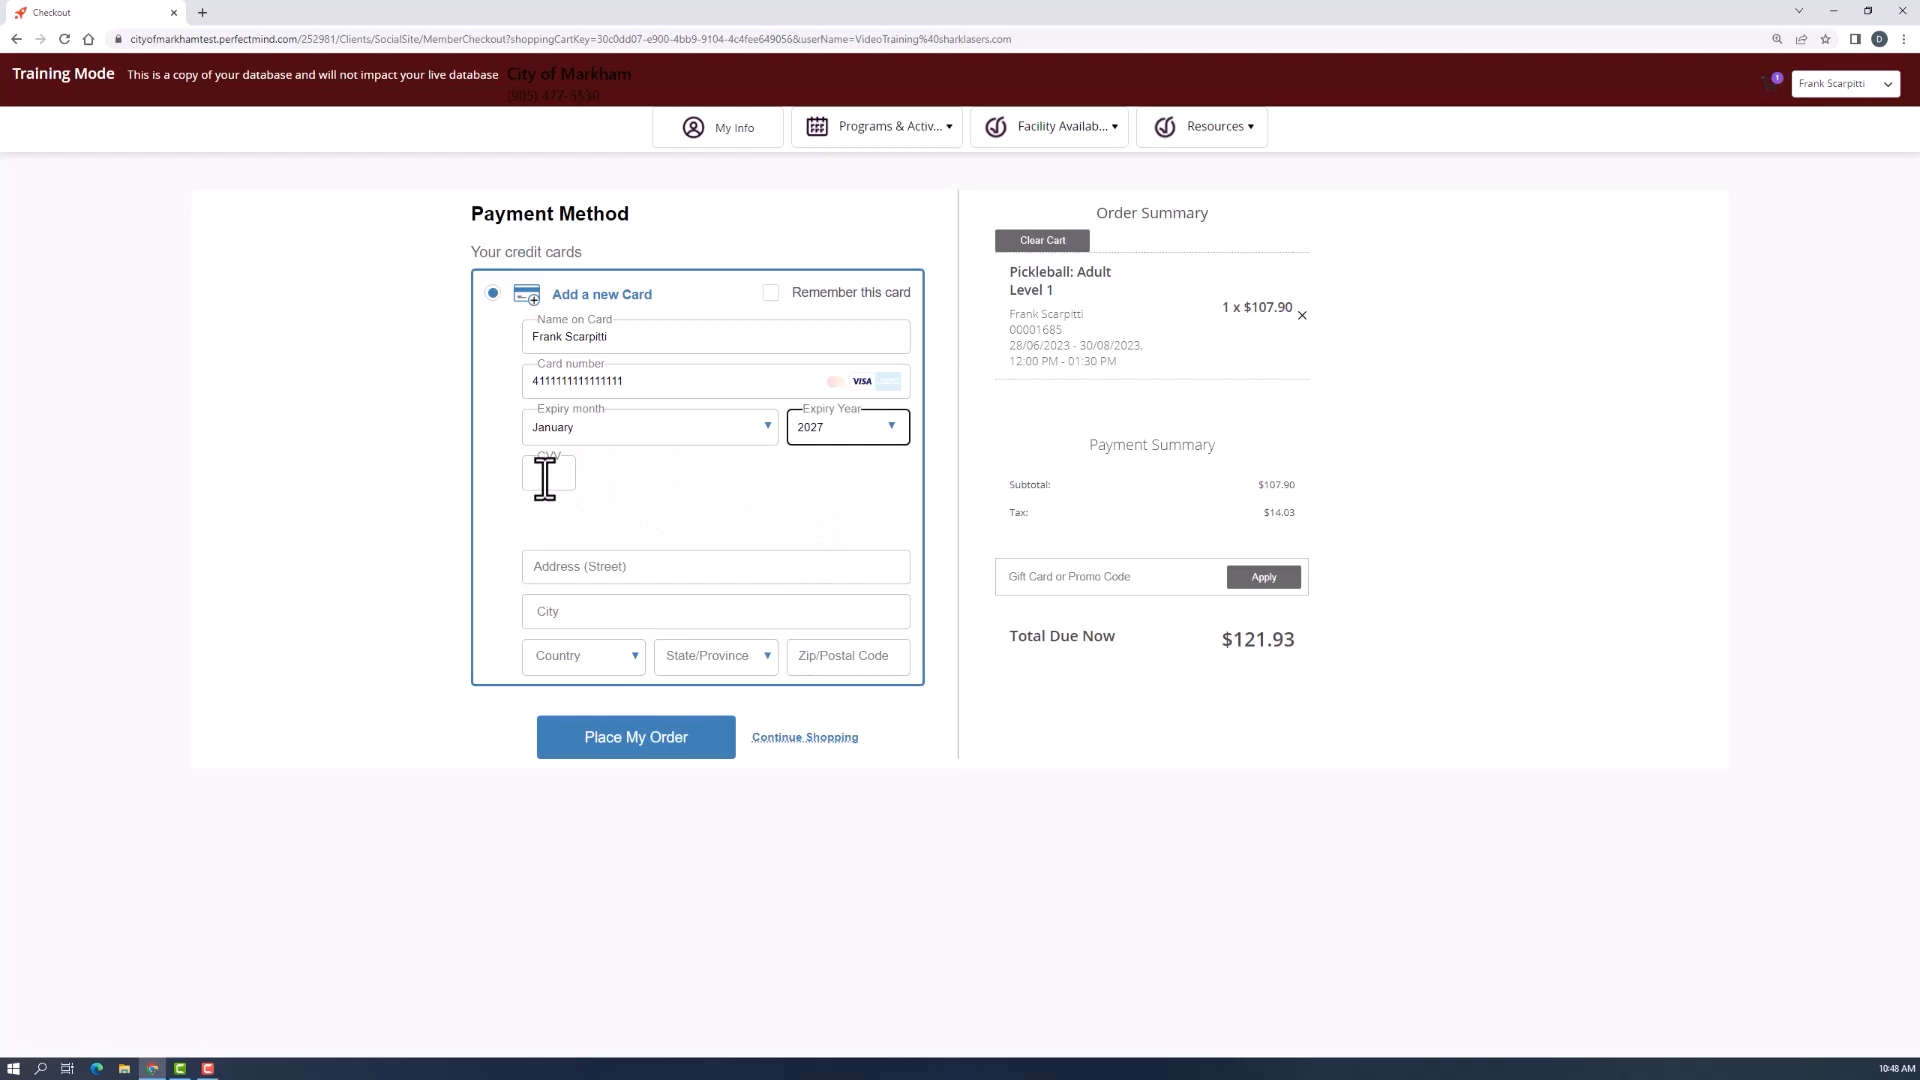 Checkout
cityofmarkhamtest.perfectmind.com/252981/Clients/SocialSite/MemberCheckout?shoppingCartKey=30c0dd07-e900-4bb9-9104-4c4fee649056&userName=VideoTraining%40sharklasers.com
Training Mode This is a copy of your database and will not impact your live database
City of Markham
(905) 477-5530
1
Frank Scarpitti
My Info
Programs & Activ...
Facility Availab...
Resources
Payment Method
Your credit cards
Add a new Card
Remember this card
Name on Card
Frank Scarpitti
Card number
4111111111111111
VISA
Expiry month
January
Expiry Year
2027
CVV
Address (Street)
City
Country
State/Province
Zip/Postal Code
Place My Order
Continue Shopping
Order Summary
Clear Cart
Pickleball: Adult
Level 1
1 x $107.90
Frank Scarpitti
00001685
28/06/2023 - 30/08/2023,
12:00 PM - 01:30 PM
Payment Summary
Subtotal: $107.90
Tax: $14.03
Gift Card or Promo Code
Apply
Total Due Now $121.93
10:48 AM